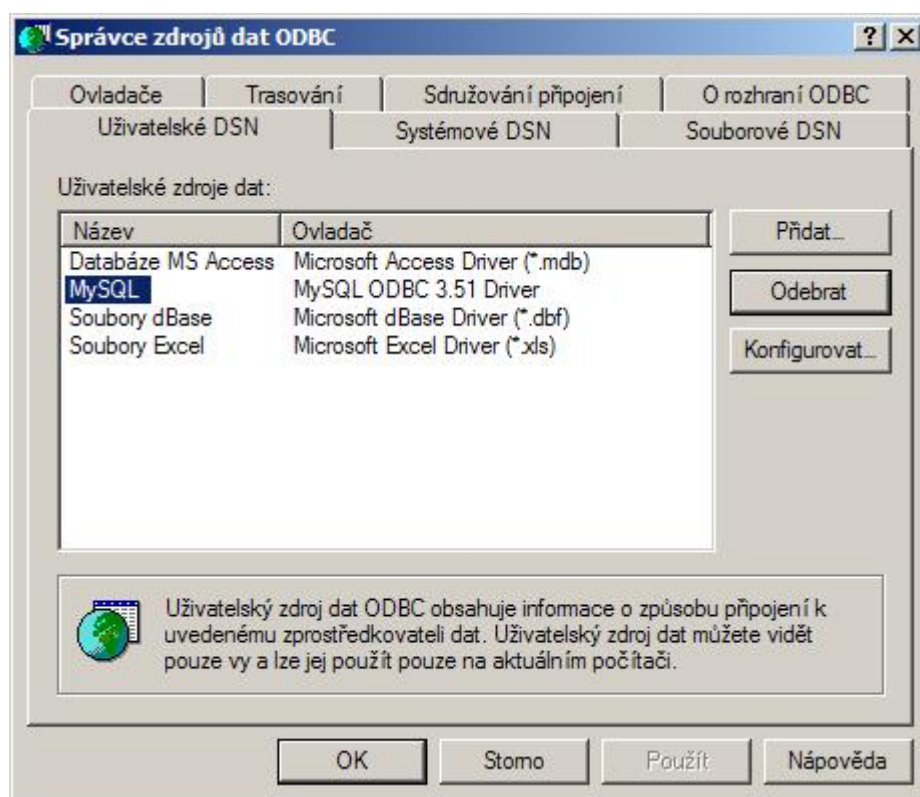 Správce zdrojů dat ODBC
Ovladače Trasování Sdružování připojení O rozhraní ODBC
Uživatelské DSN Systémové DSN Souborové DSN
Uživatelské zdroje dat:
Název Ovladač
Databáze MS Access Microsoft Access Driver (*.mdb)
MySQL MySQL ODBC 3.51 Driver
Soubory dBase Microsoft dBase Driver (*.dbf)
Soubory Excel Microsoft Excel Driver (*.xls)
Přidat...
Odebrat
Konfigurovat...
Uživatelský zdroj dat ODBC obsahuje informace o způsobu připojení k
uvedenému zprostředkovateli dat. Uživatelský zdroj dat můžete vidět
pouze vy a lze jej použít pouze na aktuálním počítači.
OK Storno Použít Nápověda